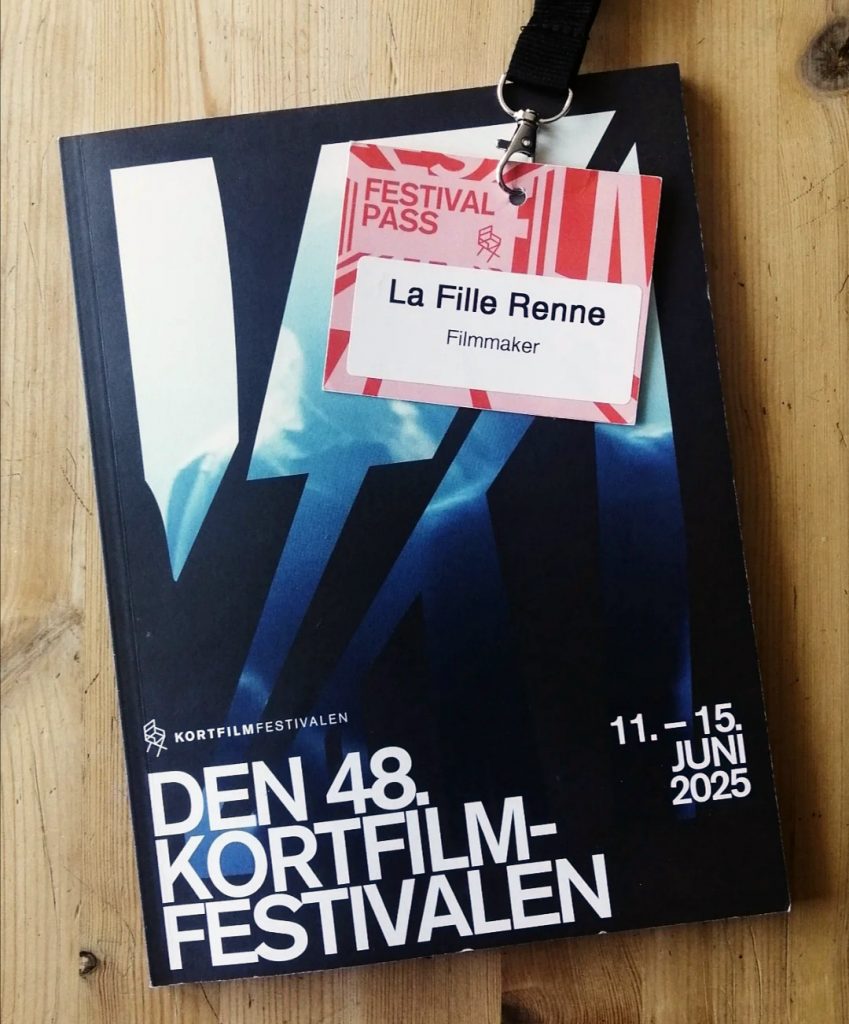 FESTIVAL
PASS
La Fille Renne
Filmmaker
KORTFILMFESTIVALEN
11. – 15.
JUNI
2025
DEN 48.
KORTFILM-
FESTIVALEN